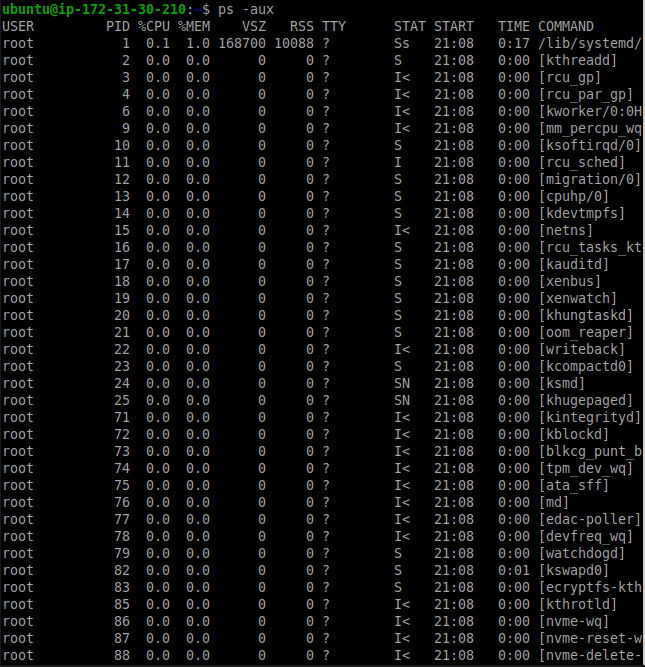 ubuntu@ip-172-31-30-210:~$ ps -aux
USER PID %CPU %MEM VSZ RSS TTY STAT START TIME COMMAND
root 1 0.1 1.0 168700 10088 ? Ss 21:08 0:17 /lib/systemd/
root 2 0.0 0.0 0 0 ? S 21:08 0:00 [kthreadd]
root 3 0.0 0.0 0 0 ? I< 21:08 0:00 [rcu_gp]
root 4 0.0 0.0 0 0 ? I< 21:08 0:00 [rcu_par_gp]
root 6 0.0 0.0 0 0 ? I< 21:08 0:00 [kworker/0:0H
root 9 0.0 0.0 0 0 ? I< 21:08 0:00 [mm_percpu_wq
root 10 0.0 0.0 0 0 ? S 21:08 0:00 [ksoftirqd/0]
root 11 0.0 0.0 0 0 ? I 21:08 0:00 [rcu_sched]
root 12 0.0 0.0 0 0 ? S 21:08 0:00 [migration/0]
root 13 0.0 0.0 0 0 ? S 21:08 0:00 [cpuhp/0]
root 14 0.0 0.0 0 0 ? S 21:08 0:00 [kdevtmpfs]
root 15 0.0 0.0 0 0 ? I< 21:08 0:00 [netns]
root 16 0.0 0.0 0 0 ? S 21:08 0:00 [rcu_tasks_kt
root 17 0.0 0.0 0 0 ? S 21:08 0:00 [kauditd]
root 18 0.0 0.0 0 0 ? S 21:08 0:00 [xenbus]
root 19 0.0 0.0 0 0 ? S 21:08 0:00 [xenwatch]
root 20 0.0 0.0 0 0 ? S 21:08 0:00 [khungtaskd]
root 21 0.0 0.0 0 0 ? S 21:08 0:00 [oom_reaper]
root 22 0.0 0.0 0 0 ? I< 21:08 0:00 [writeback]
root 23 0.0 0.0 0 0 ? S 21:08 0:00 [kcompactd0]
root 24 0.0 0.0 0 0 ? SN 21:08 0:00 [ksmd]
root 25 0.0 0.0 0 0 ? SN 21:08 0:00 [khugepaged]
root 71 0.0 0.0 0 0 ? I< 21:08 0:00 [kintegrityd]
root 72 0.0 0.0 0 0 ? I< 21:08 0:00 [kblockd]
root 73 0.0 0.0 0 0 ? I< 21:08 0:00 [blkcg_punt_b
root 74 0.0 0.0 0 0 ? I< 21:08 0:00 [tpm_dev_wq]
root 75 0.0 0.0 0 0 ? I< 21:08 0:00 [ata_sff]
root 76 0.0 0.0 0 0 ? I< 21:08 0:00 [md]
root 77 0.0 0.0 0 0 ? I< 21:08 0:00 [edac-poller]
root 78 0.0 0.0 0 0 ? I< 21:08 0:00 [devfreq_wq]
root 79 0.0 0.0 0 0 ? S 21:08 0:00 [watchdogd]
root 82 0.0 0.0 0 0 ? S 21:08 0:01 [kswapd0]
root 83 0.0 0.0 0 0 ? S 21:08 0:00 [ecryptfs-kth
root 85 0.0 0.0 0 0 ? I< 21:08 0:00 [kthrotld]
root 86 0.0 0.0 0 0 ? I< 21:08 0:00 [nvme-wq]
root 87 0.0 0.0 0 0 ? I< 21:08 0:00 [nvme-reset-w
root 88 0.0 0.0 0 0 ? I< 21:08 0:00 [nvme-delete-